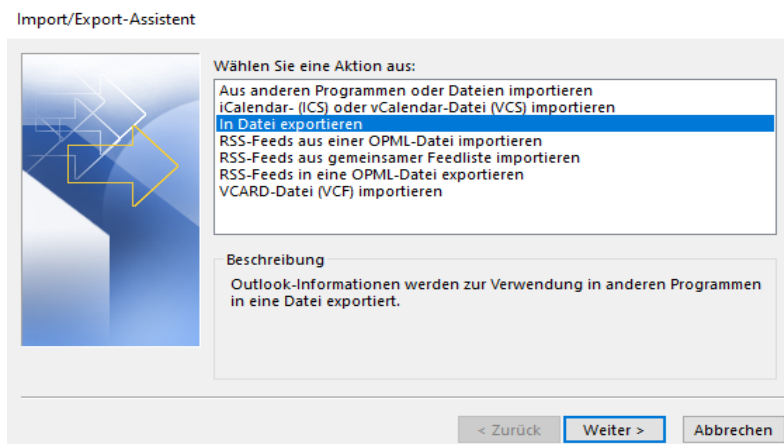 Import/Export-Assistent
Wählen Sie eine Aktion aus:
Aus anderen Programmen oder Dateien importieren
iCalendar- (ICS) oder vCalendar-Datei (VCS) importieren
In Datei exportieren
RSS-Feeds aus einer OPML-Datei importieren
RSS-Feeds aus gemeinsamer Feedliste importieren
RSS-Feeds in eine OPML-Datei exportieren
VCARD-Datei (VCF) importieren
Beschreibung
Outlook-Informationen werden zur Verwendung in anderen Programmen
in eine Datei exportiert.
< Zurück Weiter > Abbrechen